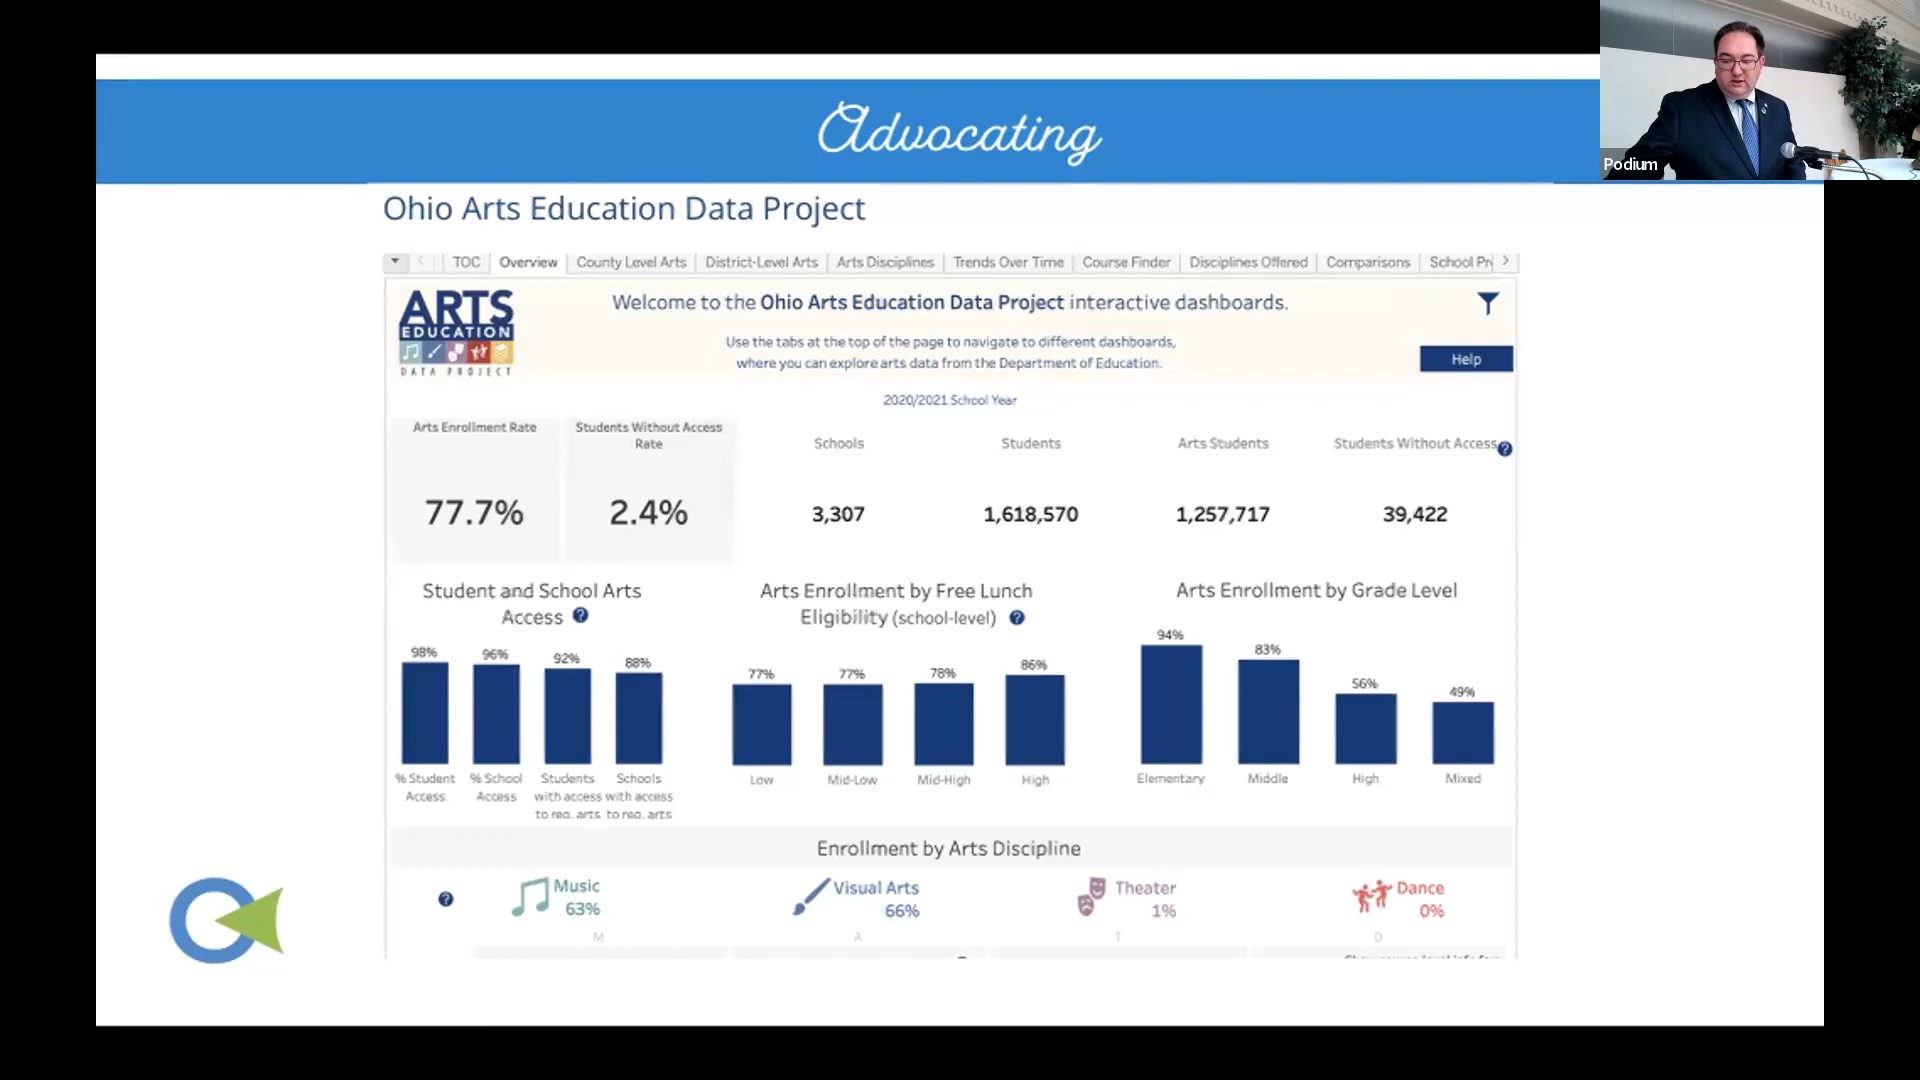 Advocating
Podium
Ohio Arts Education Data Project
TOC Overview County Level Arts District-Level Arts Arts Disciplines Trends Over Time Course Finder Disciplines Offered Comparisons School Pr
ARTS
EDUCATION
DATA PROJECT
Welcome to the Ohio Arts Education Data Project interactive dashboards.
Use the tabs at the top of the page to navigate to different dashboards,
where you can explore arts data from the Department of Education.
Help
2020/2021 School Year
Arts Enrollment Rate
77.7%
Students Without Access
Rate
2.4%
Schools
3,307
Students
1,618,570
Arts Students
1,257,717
Students Without Access ?
39,422
Student and School Arts
Access ?
98% 96% 92% 88%
% Student
Access
% School
Access
Students
with access
to req. arts
Schools
with access
to req. arts
Arts Enrollment by Free Lunch
Eligibility (school-level) ?
77% 77% 78% 86%
Low Mid-Low Mid-High High
Arts Enrollment by Grade Level
94% 83% 56% 49%
Elementary Middle High Mixed
Enrollment by Arts Discipline
?
Music
63%
Visual Arts
66%
Theater
1%
Dance
0%
M A T D